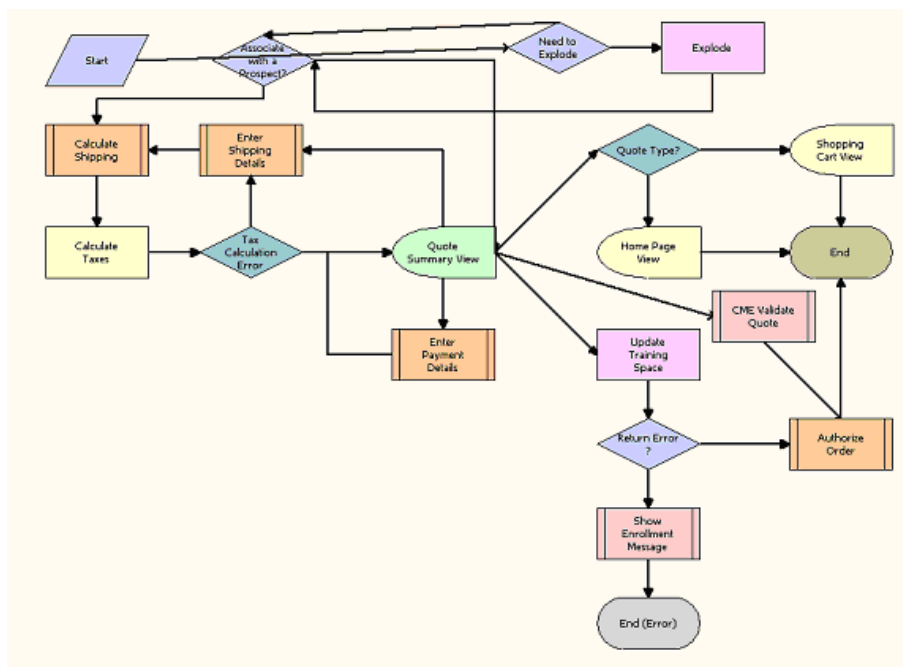 Start
Associate
with a
Prospect?
Need to
Explode
Explode
Calculate
Shipping
Enter
Shipping
Details
Quote Type?
Shopping
Cart View
Calculate
Taxes
Tax
Calculation
Error
Quote
Summary View
Home Page
View
End
CME Validate
Quote
Enter
Payment
Details
Update
Training
Space
Return Error
?
Authorize
Order
Show
Enrollment
Message
End (Error)